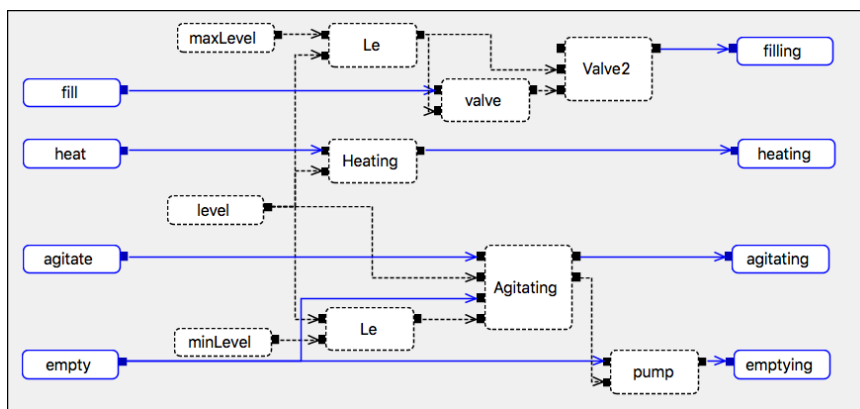 maxLevel
Le
Valve2
filling
fill
valve
heat
Heating
heating
level
agitate
Agitating
agitating
minLevel
Le
empty
pump
emptying